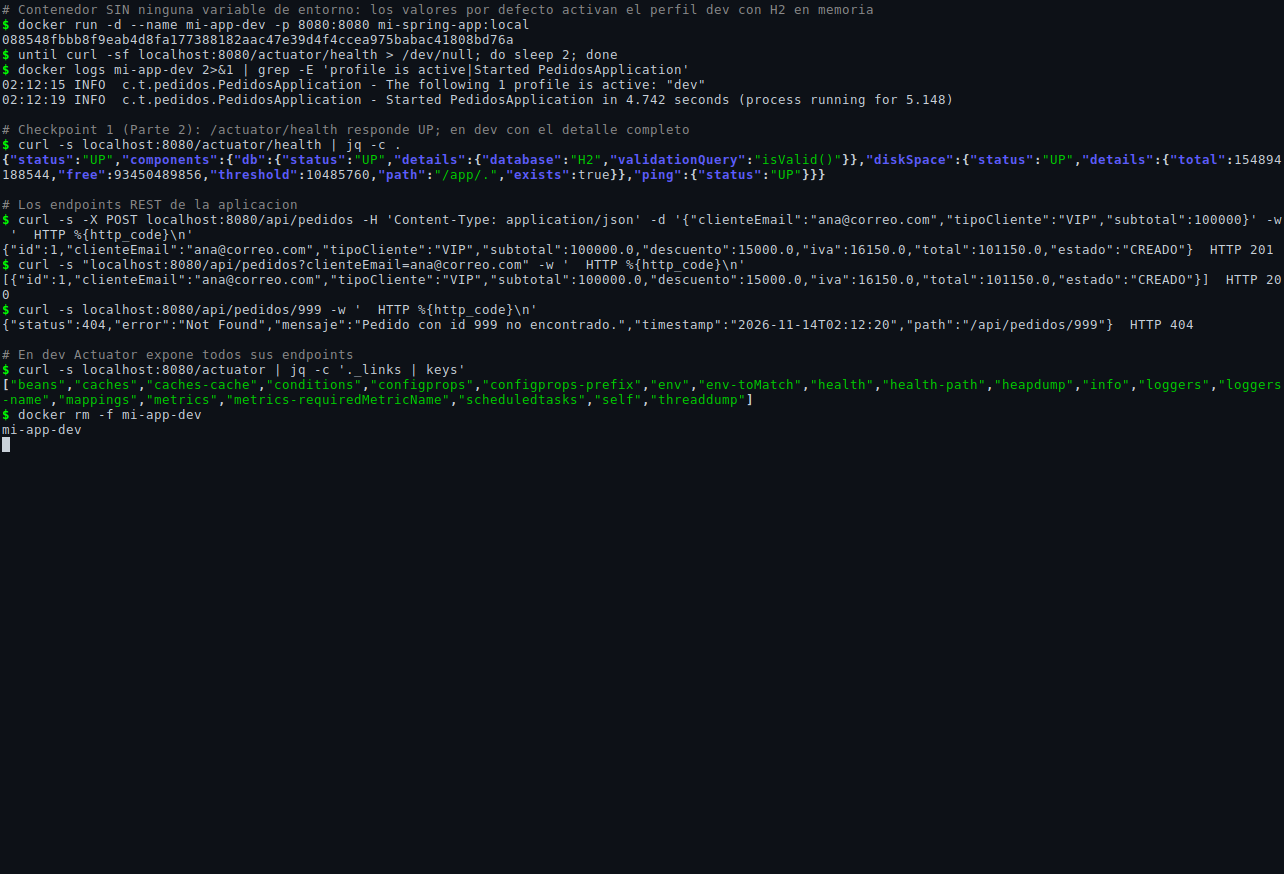 # Contenedor SIN ninguna variable de entorno: los valores por defecto activan el perfil dev con H2 en memoria
$ docker run -d --name mi-app-dev -p 8080:8080 mi-spring-app:local
088548fbbb8f9eab4d8fa177388182aac47e39d4f4ccea975babac41808bd76a
$ until curl -sf localhost:8080/actuator/health > /dev/null; do sleep 2; done
$ docker logs mi-app-dev 2>&1 | grep -E 'profile is active|Started PedidosApplication'
02:12:15 INFO  c.t.pedidos.PedidosApplication - The following 1 profile is active: "dev"
02:12:19 INFO  c.t.pedidos.PedidosApplication - Started PedidosApplication in 4.742 seconds (process running for 5.148)
# Checkpoint 1 (Parte 2): /actuator/health responde UP; en dev con el detalle completo
$ curl -s localhost:8080/actuator/health | jq -c .
{"status":"UP","components":{"db":{"status":"UP","details":{"database":"H2","validationQuery":"isValid()"}},"diskSpace":{"status":"UP","details":{"total":154894
188544,"free":93450489856,"threshold":10485760,"path":"/app/.","exists":true}},"ping":{"status":"UP"}}}
# Los endpoints REST de la aplicacion
$ curl -s -X POST localhost:8080/api/pedidos -H 'Content-Type: application/json' -d '{"clienteEmail":"ana@correo.com","tipoCliente":"VIP","subtotal":100000}' -w
 '  HTTP %{http_code}\n'
{"id":1,"clienteEmail":"ana@correo.com","tipoCliente":"VIP","subtotal":100000.0,"descuento":15000.0,"iva":16150.0,"total":101150.0,"estado":"CREADO"}  HTTP 201
$ curl -s "localhost:8080/api/pedidos?clienteEmail=ana@correo.com" -w '  HTTP %{http_code}\n'
[{"id":1,"clienteEmail":"ana@correo.com","tipoCliente":"VIP","subtotal":100000.0,"descuento":15000.0,"iva":16150.0,"total":101150.0,"estado":"CREADO"}]  HTTP 20
0
$ curl -s localhost:8080/api/pedidos/999 -w '  HTTP %{http_code}\n'
{"status":404,"error":"Not Found","mensaje":"Pedido con id 999 no encontrado.","timestamp":"2026-11-14T02:12:20","path":"/api/pedidos/999"}  HTTP 404
# En dev Actuator expone todos sus endpoints
$ curl -s localhost:8080/actuator | jq -c '._links | keys'
["beans","caches","caches-cache","conditions","configprops","configprops-prefix","env","env-toMatch","health","health-path","heapdump","info","loggers","loggers
-name","mappings","metrics","metrics-requiredMetricName","scheduledtasks","self","threaddump"]
$ docker rm -f mi-app-dev
mi-app-dev